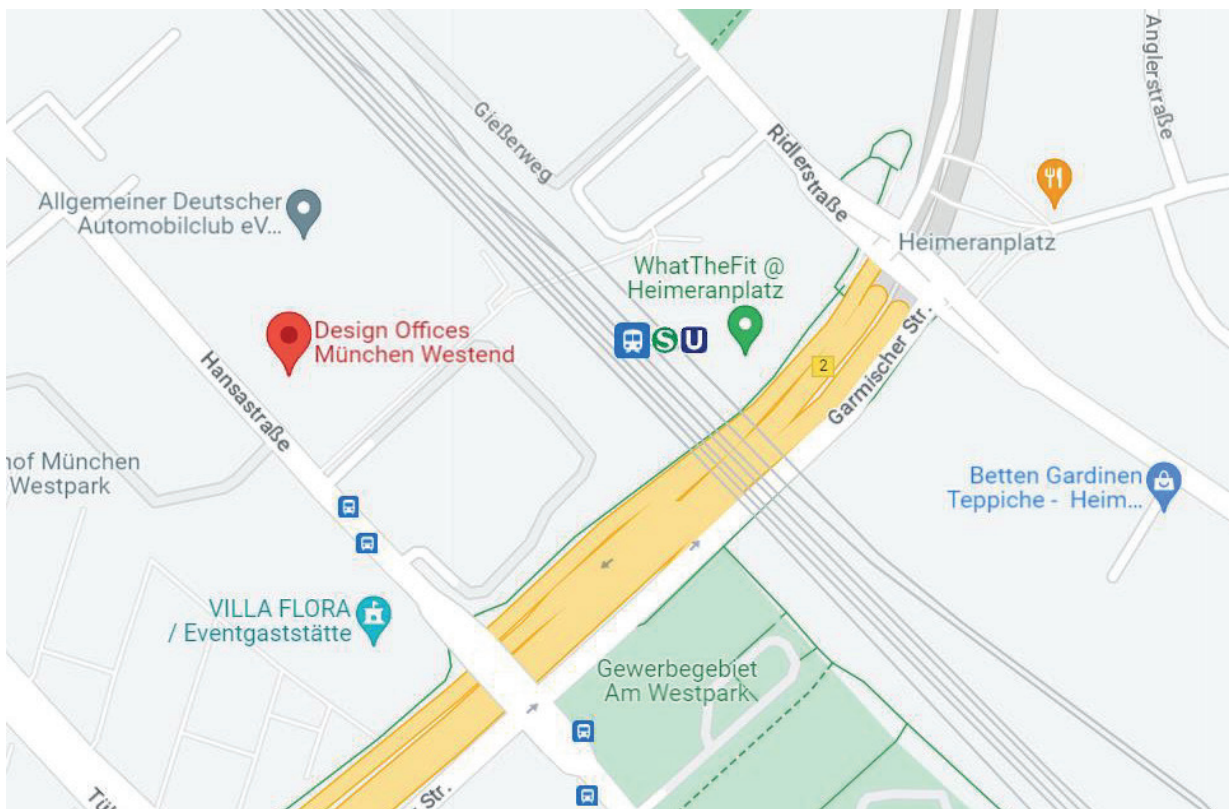 Anglerstraße
Gießerweg
Ridlerstraße
Allgemeiner Deutscher
Automobilclub eV...
Heimeranplatz
WhatTheFit @
Heimeranplatz
S
U
Design Offices
München Westend
2
Garmischer Str.
Hansastraße
hof München
Westpark
Betten Gardinen
Teppiche - Heim...
VILLA FLORA
/ Eventgaststätte
Gewerbegebiet
Am Westpark
Str.